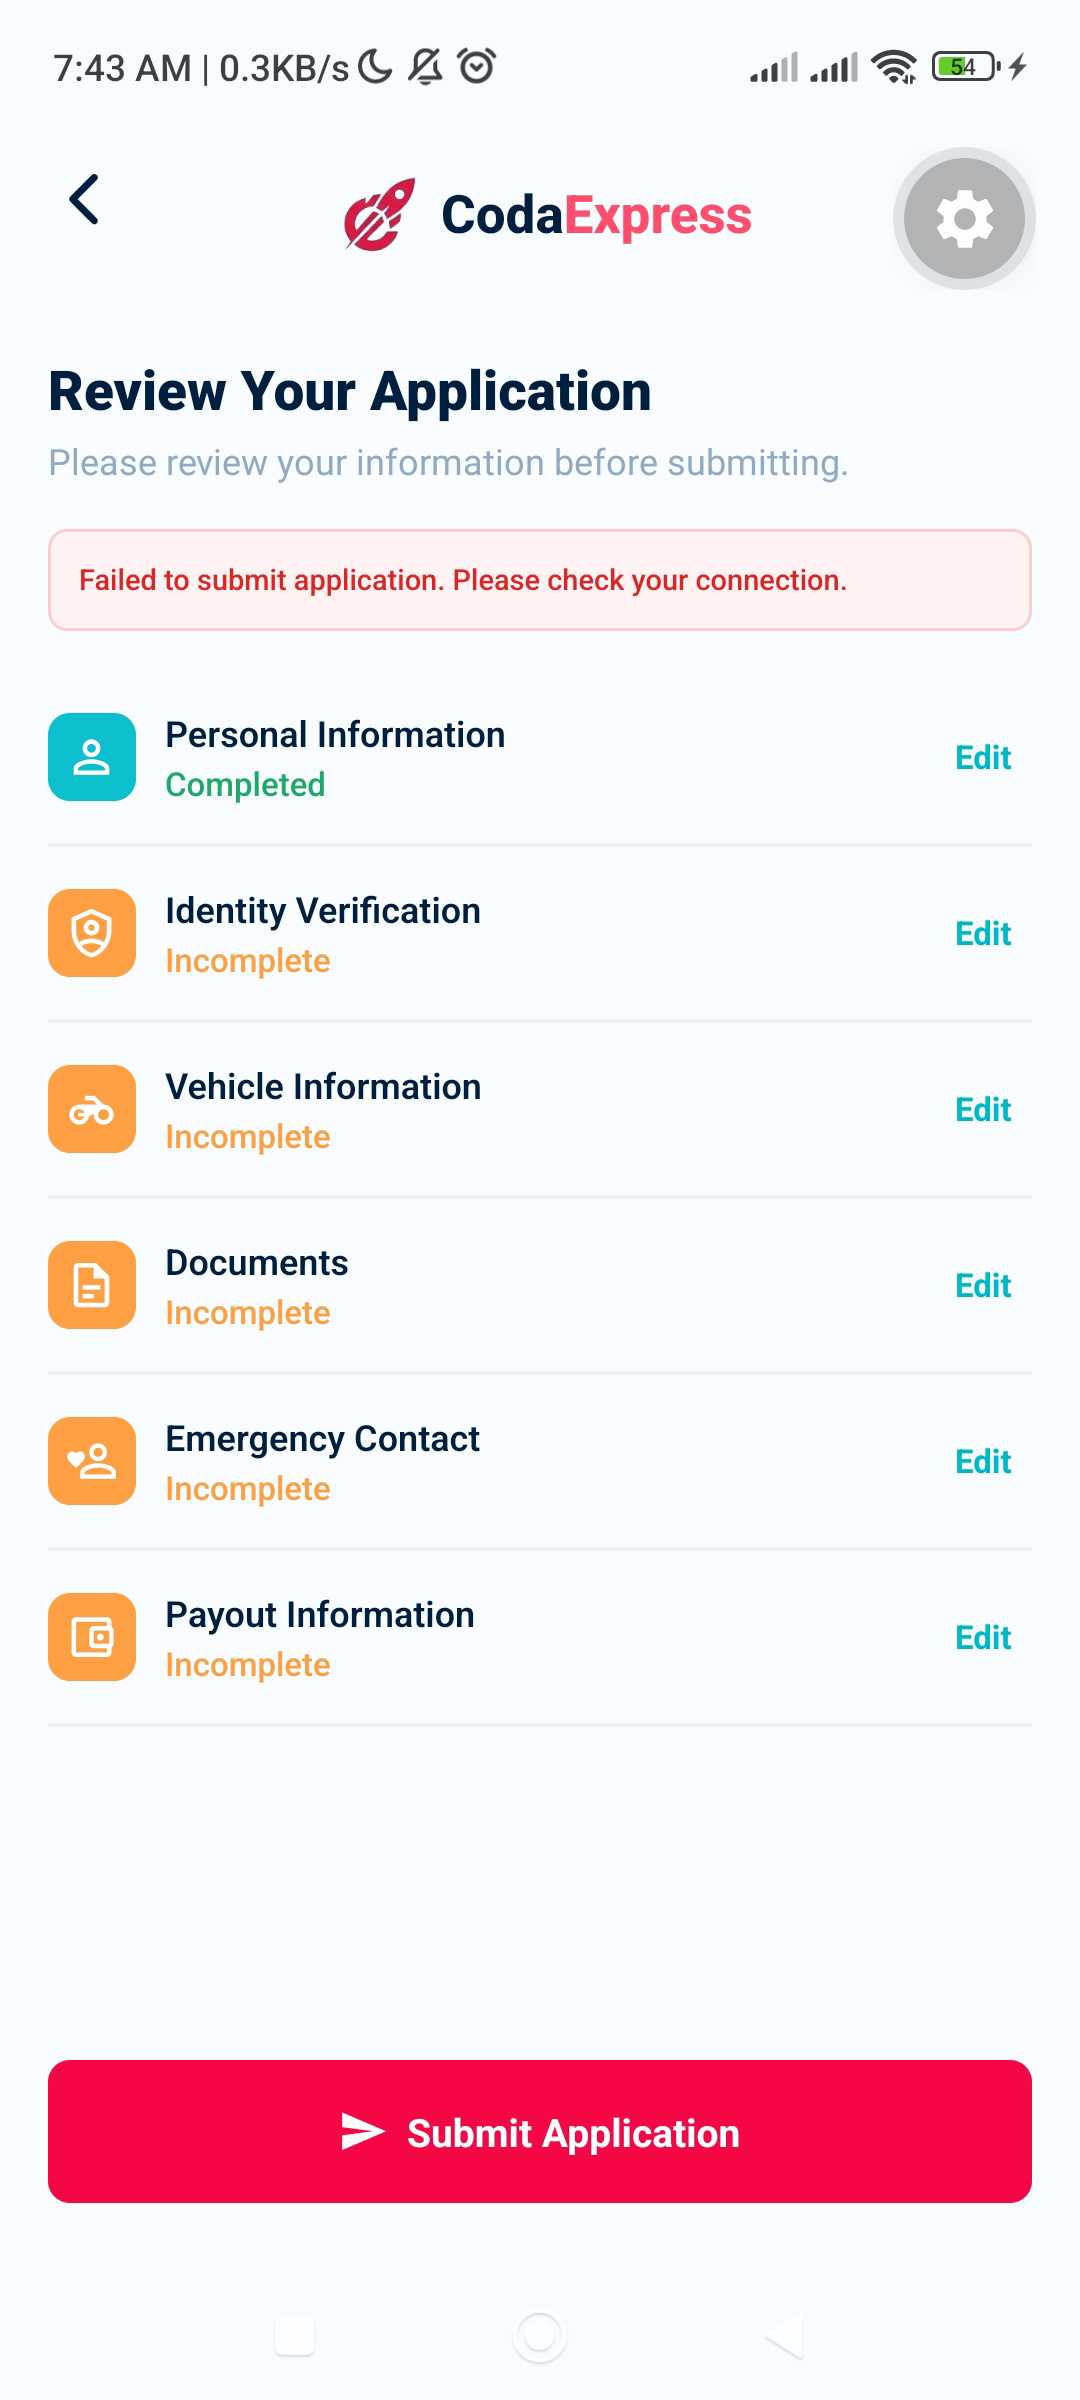 7:43 AM | 0.3KB/s 54
CodaExpress
Review Your Application
Please review your information before submitting.
Failed to submit application. Please check your connection.
Personal Information
Completed
Edit
Identity Verification
Incomplete
Edit
Vehicle Information
Incomplete
Edit
Documents
Incomplete
Edit
Emergency Contact
Incomplete
Edit
Payout Information
Incomplete
Edit
Submit Application